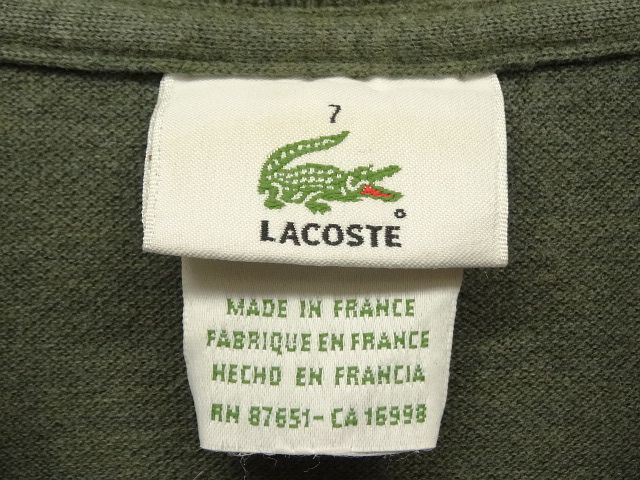 7
LACOSTE
MADE IN FRANCE
FABRIQUE EN FRANCE
HECHO EN FRANCIA
RN 87651-CA 16998